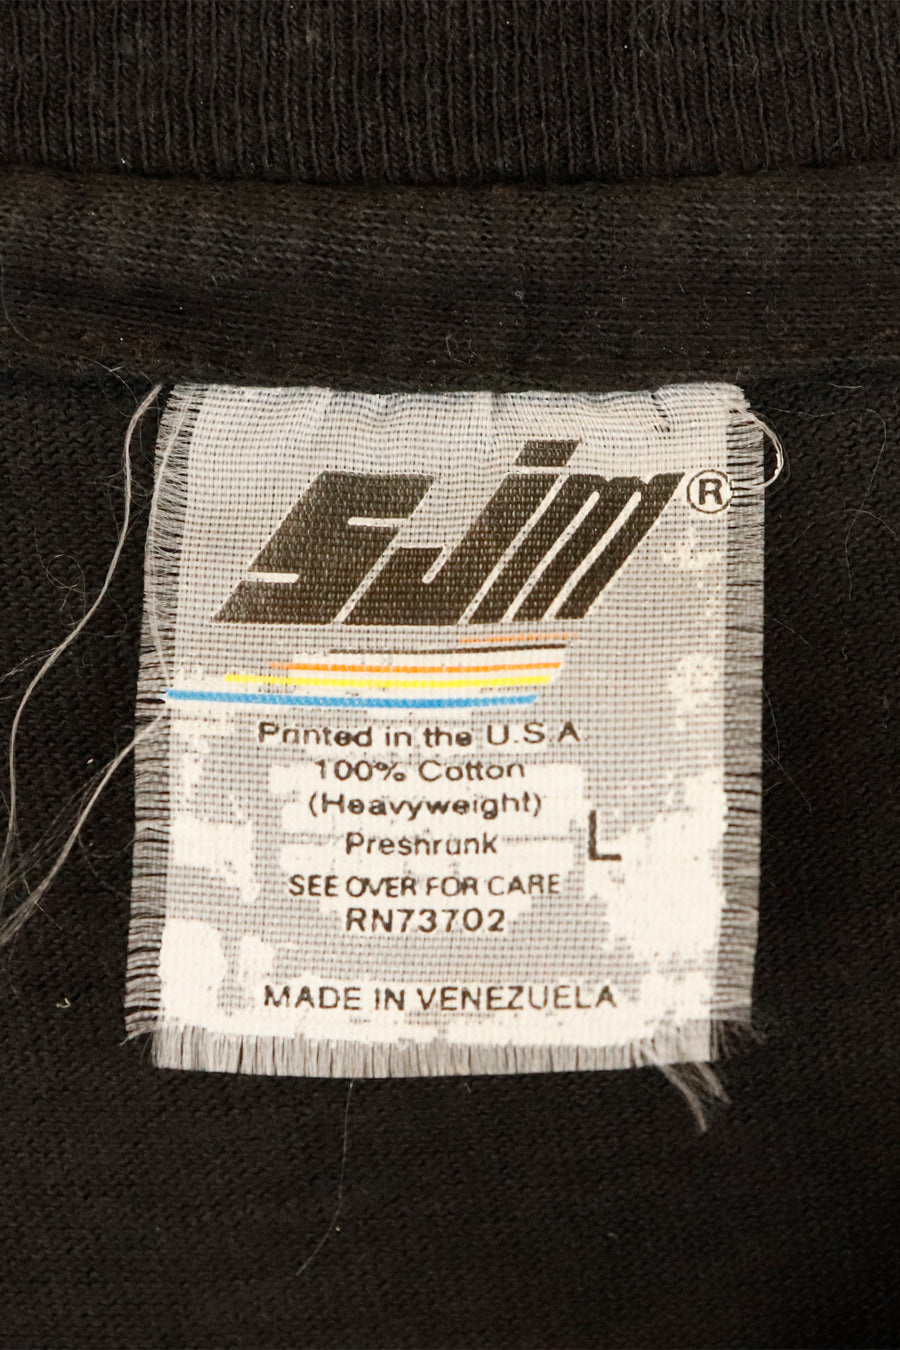 SJM®
Printed in the U.S.A
100% Cotton
(Heavyweight)
Preshrunk
L
SEE OVER FOR CARE
RN73702
MADE IN VENEZUELA